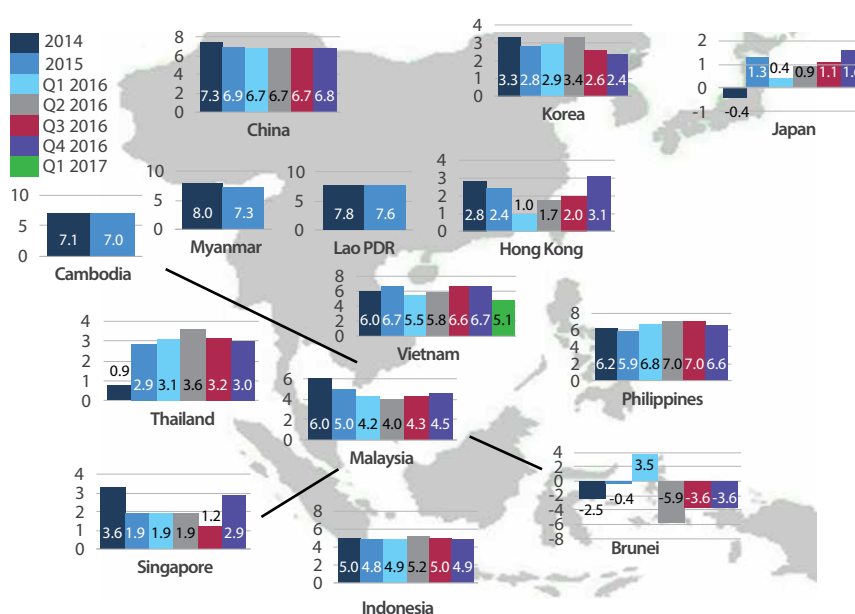 2014
2015
Q1 2016
Q2 2016
Q3 2016
Q4 2016
Q1 2017
8
6
4
2
0
7.3 6.9 6.7 6.7 6.7 6.8
China
4
3
2
1
0
3.3 2.8 2.9 3.4 2.6 2.4
Korea
2
1
0
-1
-0.4 1.3 0.4 0.9 1.1
Japan
10
5
0
7.1 7.0
Cambodia
10
5
0
8.0 7.3
Myanmar
10
5
0
7.8 7.6
Lao PDR
4
3
2
1
0
2.8 2.4 1.0 1.7 2.0 3.1
Hong Kong
8
6
4
2
0
6.0 6.7 5.5 5.8 6.6 6.7 5.1
Vietnam
4
3
2
1
0
0.9 2.9 3.1 3.6 3.2 3.0
Thailand
6
4
2
0
6.0 5.0 4.2 4.0 4.3 4.5
Malaysia
8
6
4
2
0
6.2 5.9 6.8 7.0 7.0 6.6
Philippines
4
3
2
1
0
3.6 1.9 1.9 1.9 1.2 2.9
Singapore
8
6
4
2
0
5.0 4.8 4.9 5.2 5.0 4.9
Indonesia
4
2
0
-2
-4
-6
-8
-2.5 -0.4 3.5 -5.9 -3.6 -3.6
Brunei